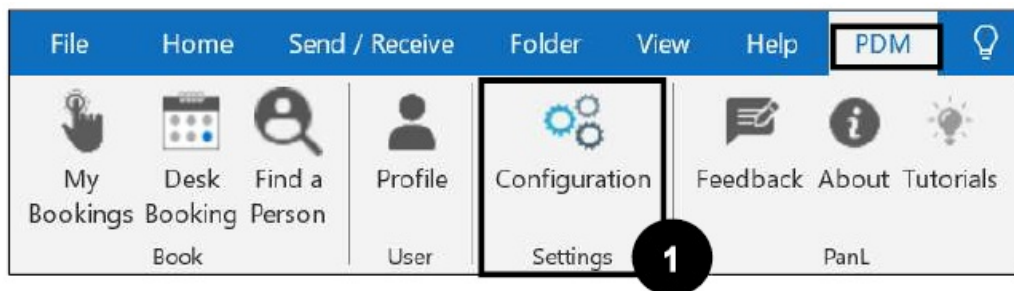 File Home Send / Receive Folder View Help PDM
My Desk Find a Profile Configuration Feedback About Tutorials
Bookings Booking Person
Book User Settings 1 PanL